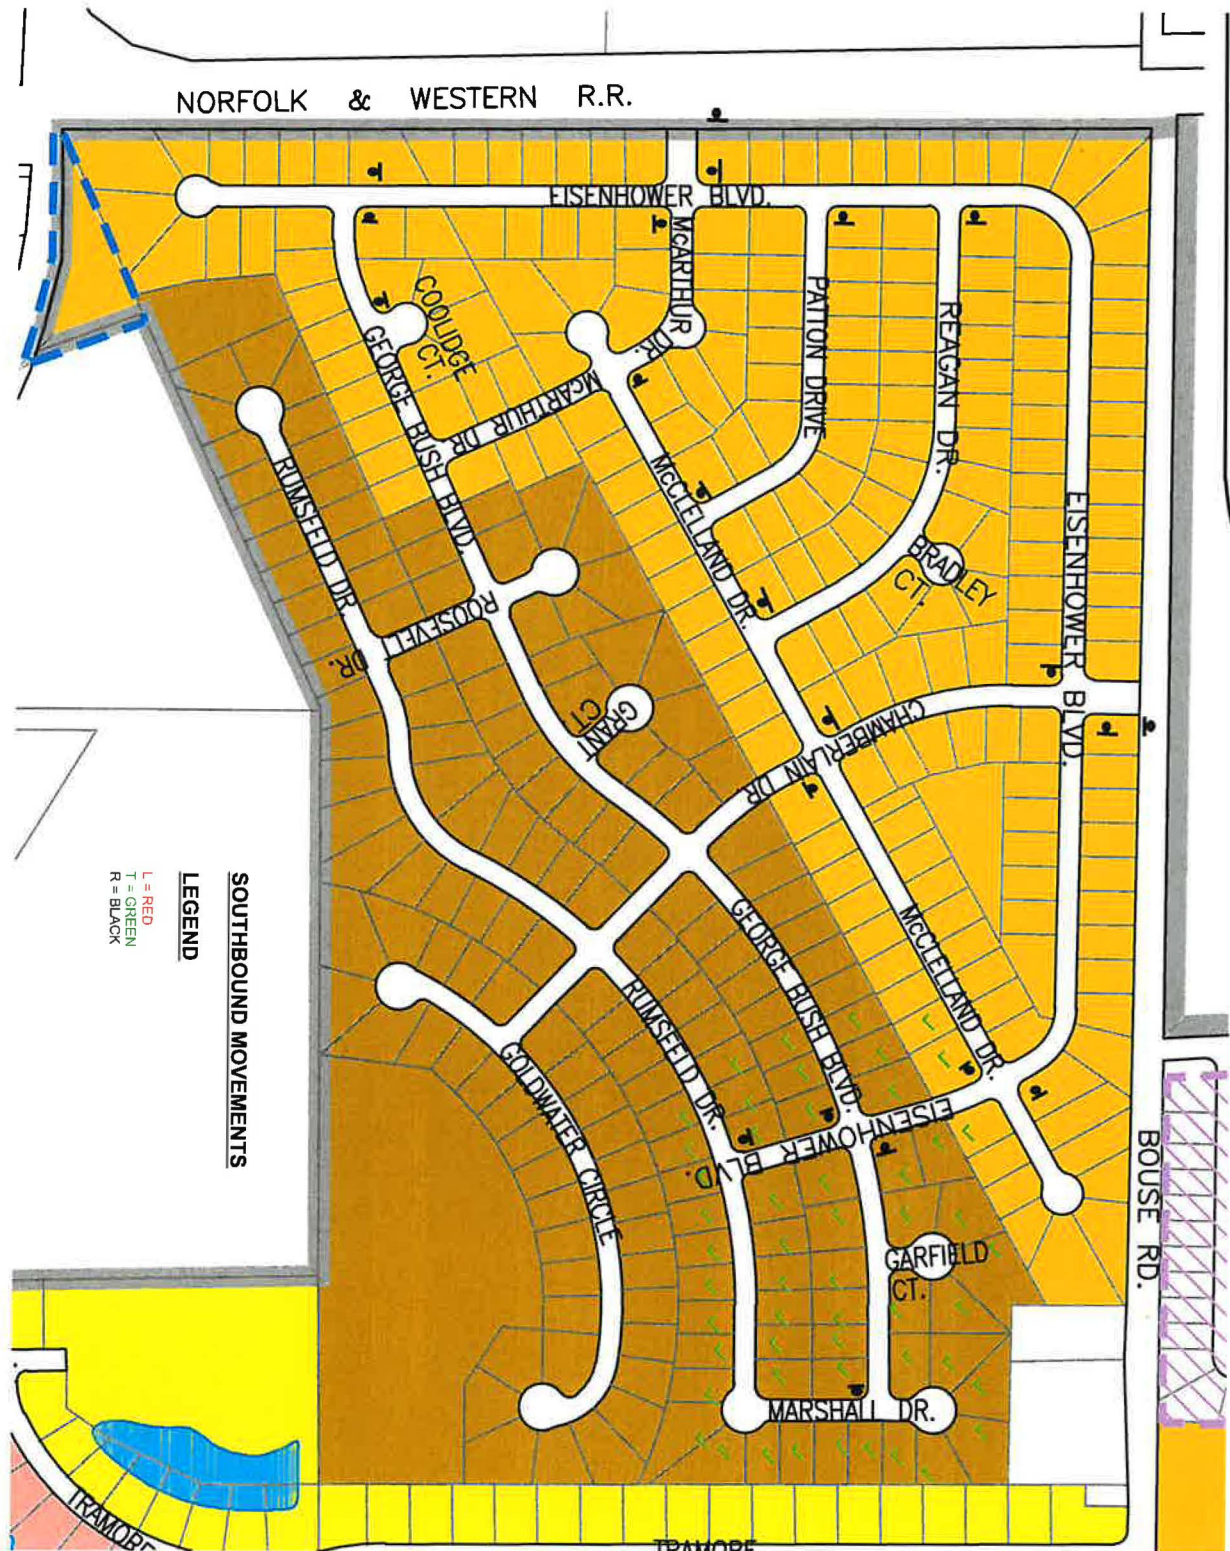 NORFOLK & WESTERN R.R.
EISENHOWER BLVD.
McARTHUR DR.
COOLIDGE
CT.
PATTON DRIVE
REAGAN DR.
GEORGE BUSH BLVD.
McARTHUR DR
McCLELLAND DR.
EISENHOWER BLVD.
BRADLEY
CT.
RUMSFELD DR.
ROOSEVELT
DR.
GRANT
CT.
CHAMBERLAIN DR
GEORGE BUSH BLVD.
McCLELLAND DR.
RUMSFELD DR.
EISENHOWER BLVD.
GOLDWATER CIRCLE
BOUSE RD.
GARFIELD
CT.
MARSHALL DR.
SOUTHBOUND MOVEMENTS
LEGEND
L = RED
T = GREEN
R = BLACK
TRAMORE
TRAMORE